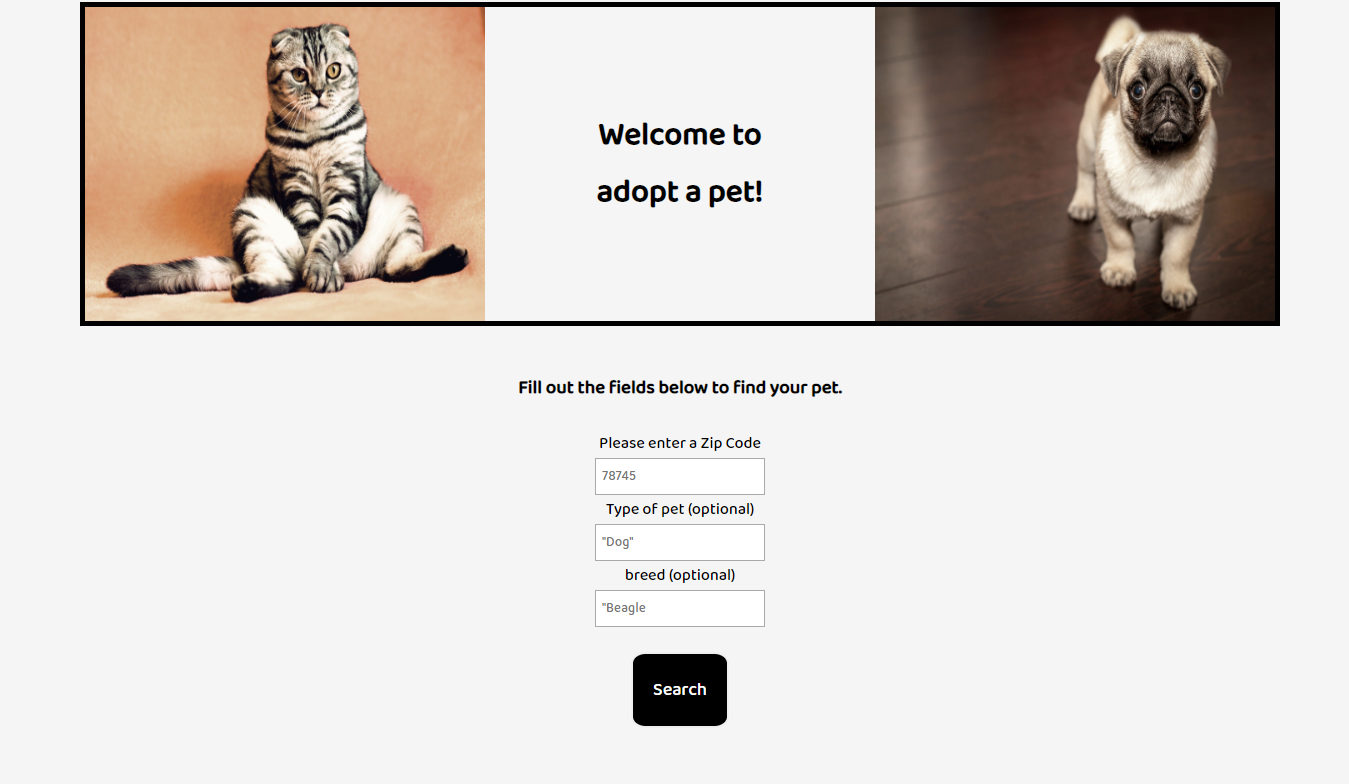 Welcome to
adopt a pet!
Fill out the fields below to find your pet.
Please enter a Zip Code
78745
Type of pet (optional)
"Dog"
breed (optional)
"Beagle
Search